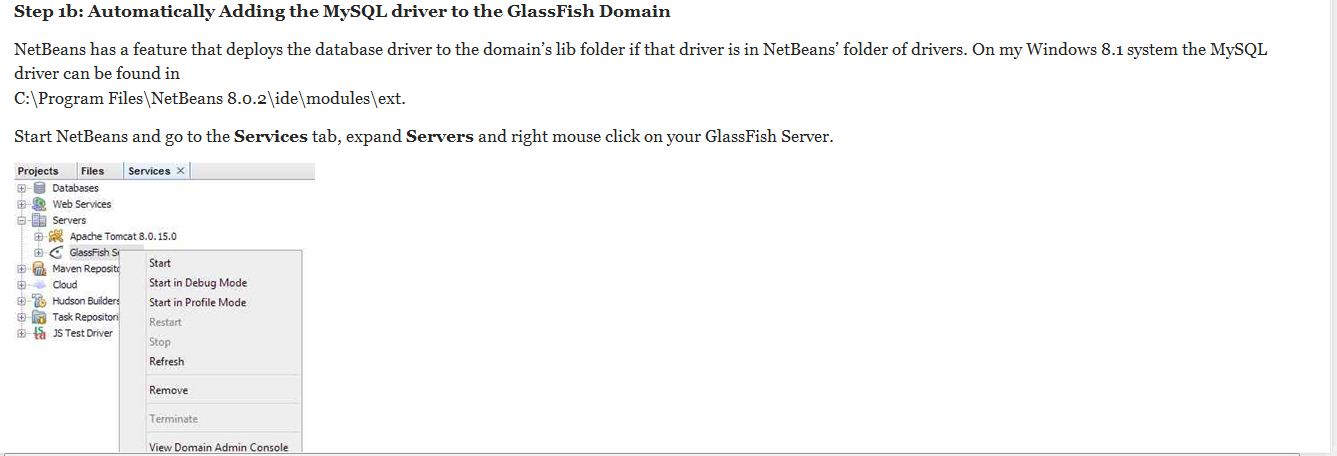 Step 1b: Automatically Adding the MySQL driver to the GlassFish Domain
NetBeans has a feature that deploys the database driver to the domain's lib folder if that driver is in NetBeans' folder of drivers. On my Windows 8.1 system the MySQL
driver can be found in
C:\Program Files\NetBeans 8.0.2\ide\modules\ext.
Start NetBeans and go to the Services tab, expand Servers and right mouse click on your GlassFish Server.
Projects Files Services ×
Databases
Web Services
Servers
Apache Tomcat 8.0.15.0
GlassFish S
Maven Reposito
Cloud
Hudson Builders
Task Repositori
JS Test Driver
Start
Start in Debug Mode
Start in Profile Mode
Restart
Stop
Refresh
Remove
Terminate
View Domain Admin Console